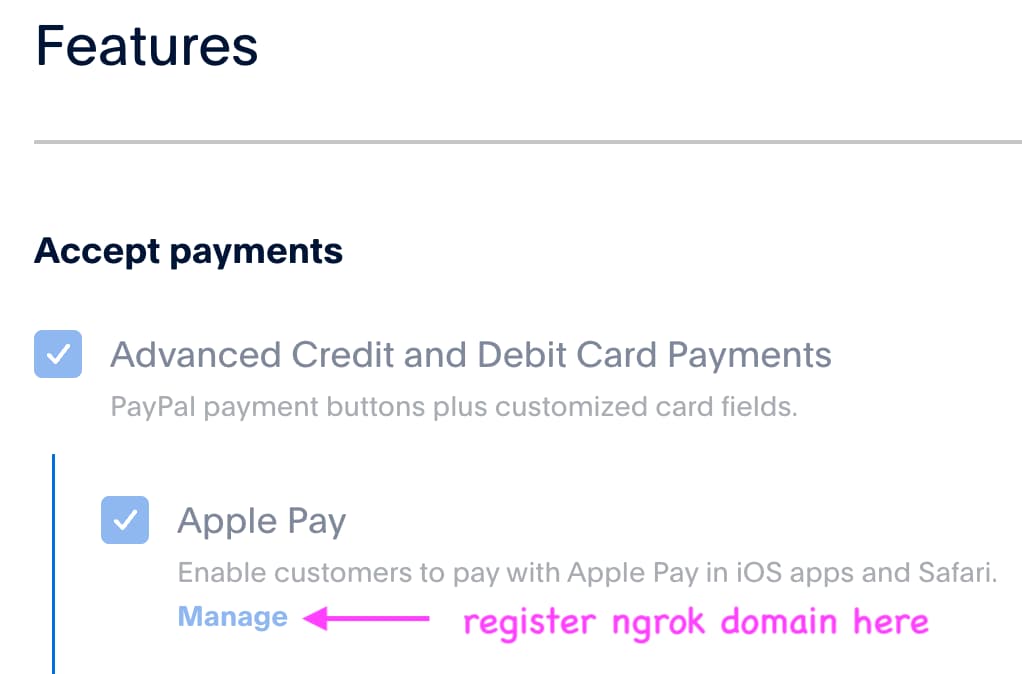 Features
Accept payments
Advanced Credit and Debit Card Payments
PayPal payment buttons plus customized card fields.
Apple Pay
Enable customers to pay with Apple Pay in iOS apps and Safari.
Manage register ngrok domain here